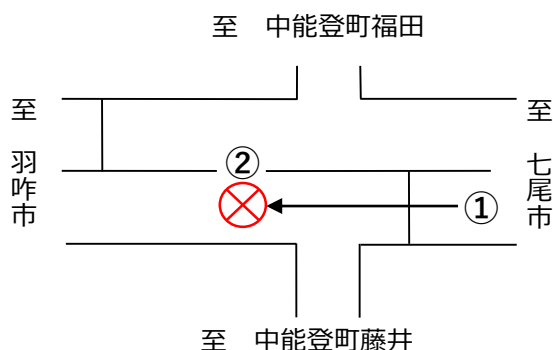 至　中能登町福田
至　羽咋市
至　七尾市
②
①
至　中能登町藤井